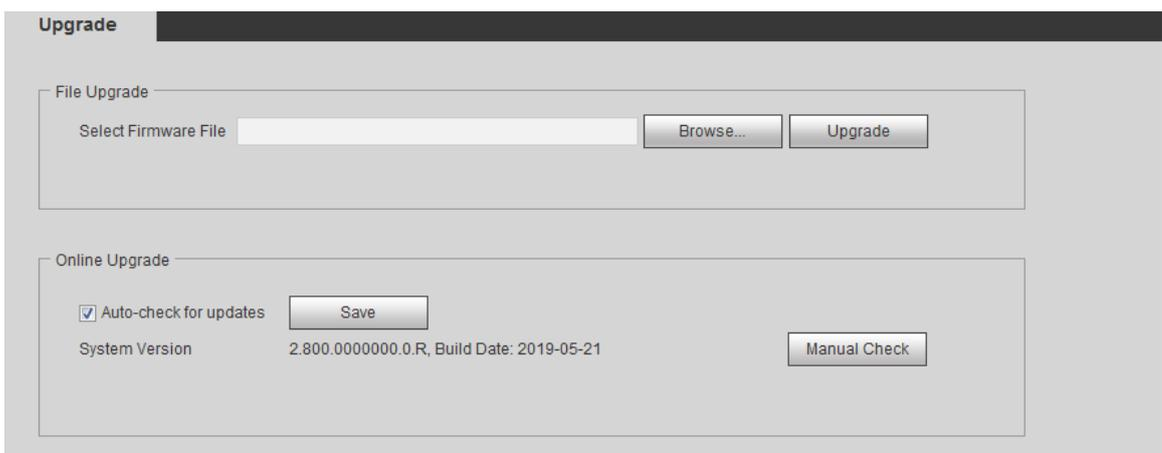 Upgrade
File Upgrade
Select Firmware File Browse... Upgrade
Online Upgrade
Auto-check for updates Save
System Version 2.800.0000000.0.R, Build Date: 2019-05-21 Manual Check